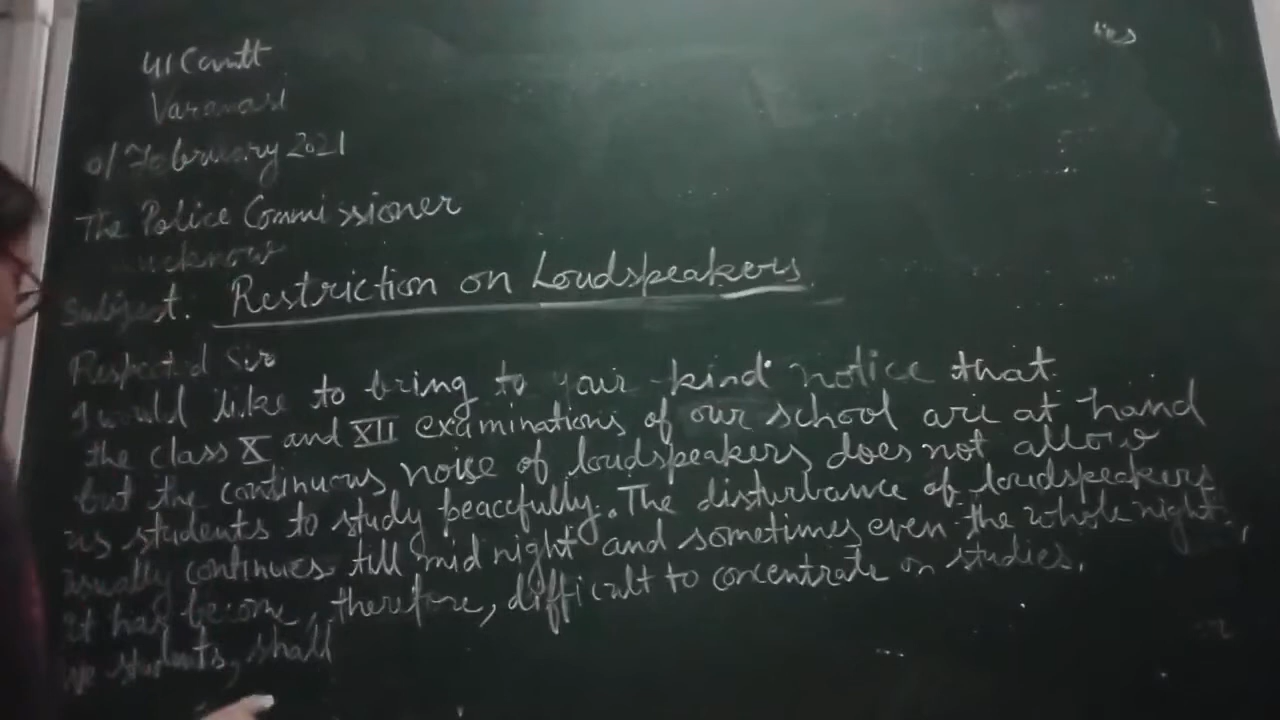 41 Cantt
Varanasi
01 February 2021
The Police Commissioner
Lucknow
Subject. Restriction on Loudspeakers
Respected Sir
I would like to bring to your kind notice that
the class X and XII examinations of our school are at hand
but the continuous noise of loudspeakers does not allow
us students to study peacefully. The disturbance of loudspeakers
usually continues till mid night and sometimes even the whole night.
it has become, therefore, difficult to concentrate on studies.
we students, shall